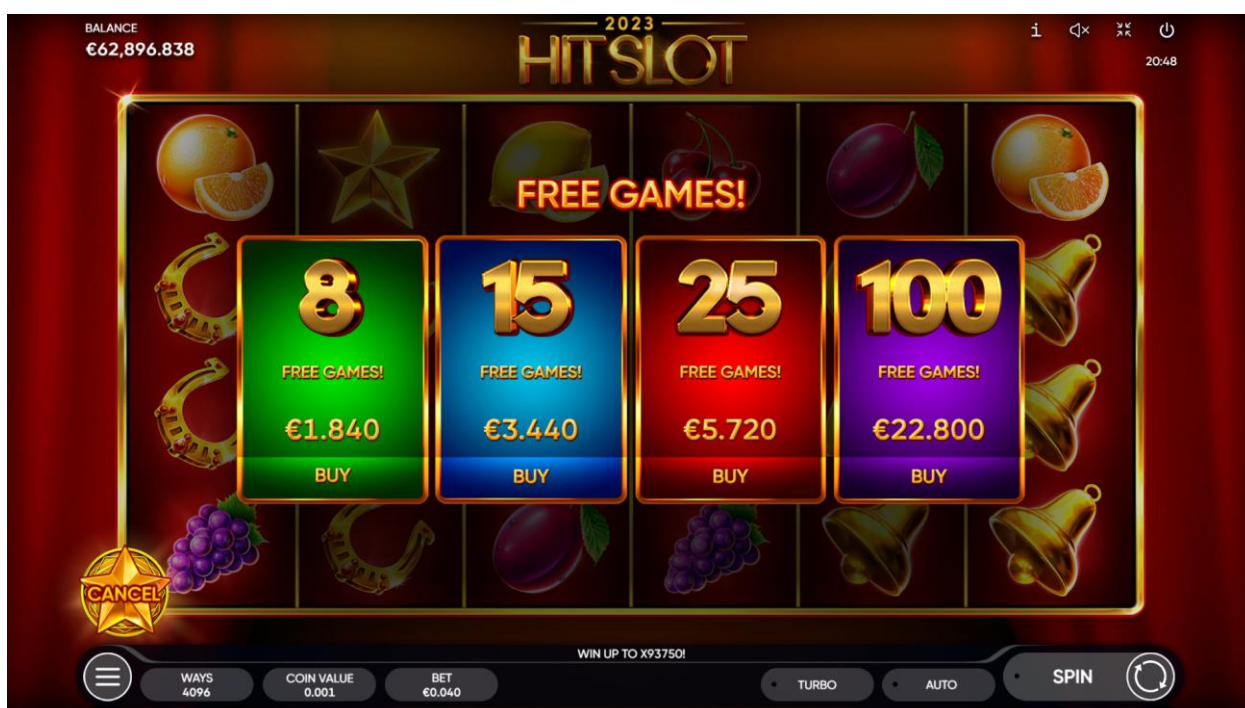 BALANCE
€62,896.838
2023
HITSLOT
i
20:48
FREE GAMES!
8
FREE GAMES!
€1.840
BUY
15
FREE GAMES!
€3.440
BUY
25
FREE GAMES!
€5.720
BUY
100
FREE GAMES!
€22.800
BUY
CANCEL
WIN UP TO X93750!
WAYS
4096
COIN VALUE
0.001
BET
€0.040
TURBO
AUTO
SPIN